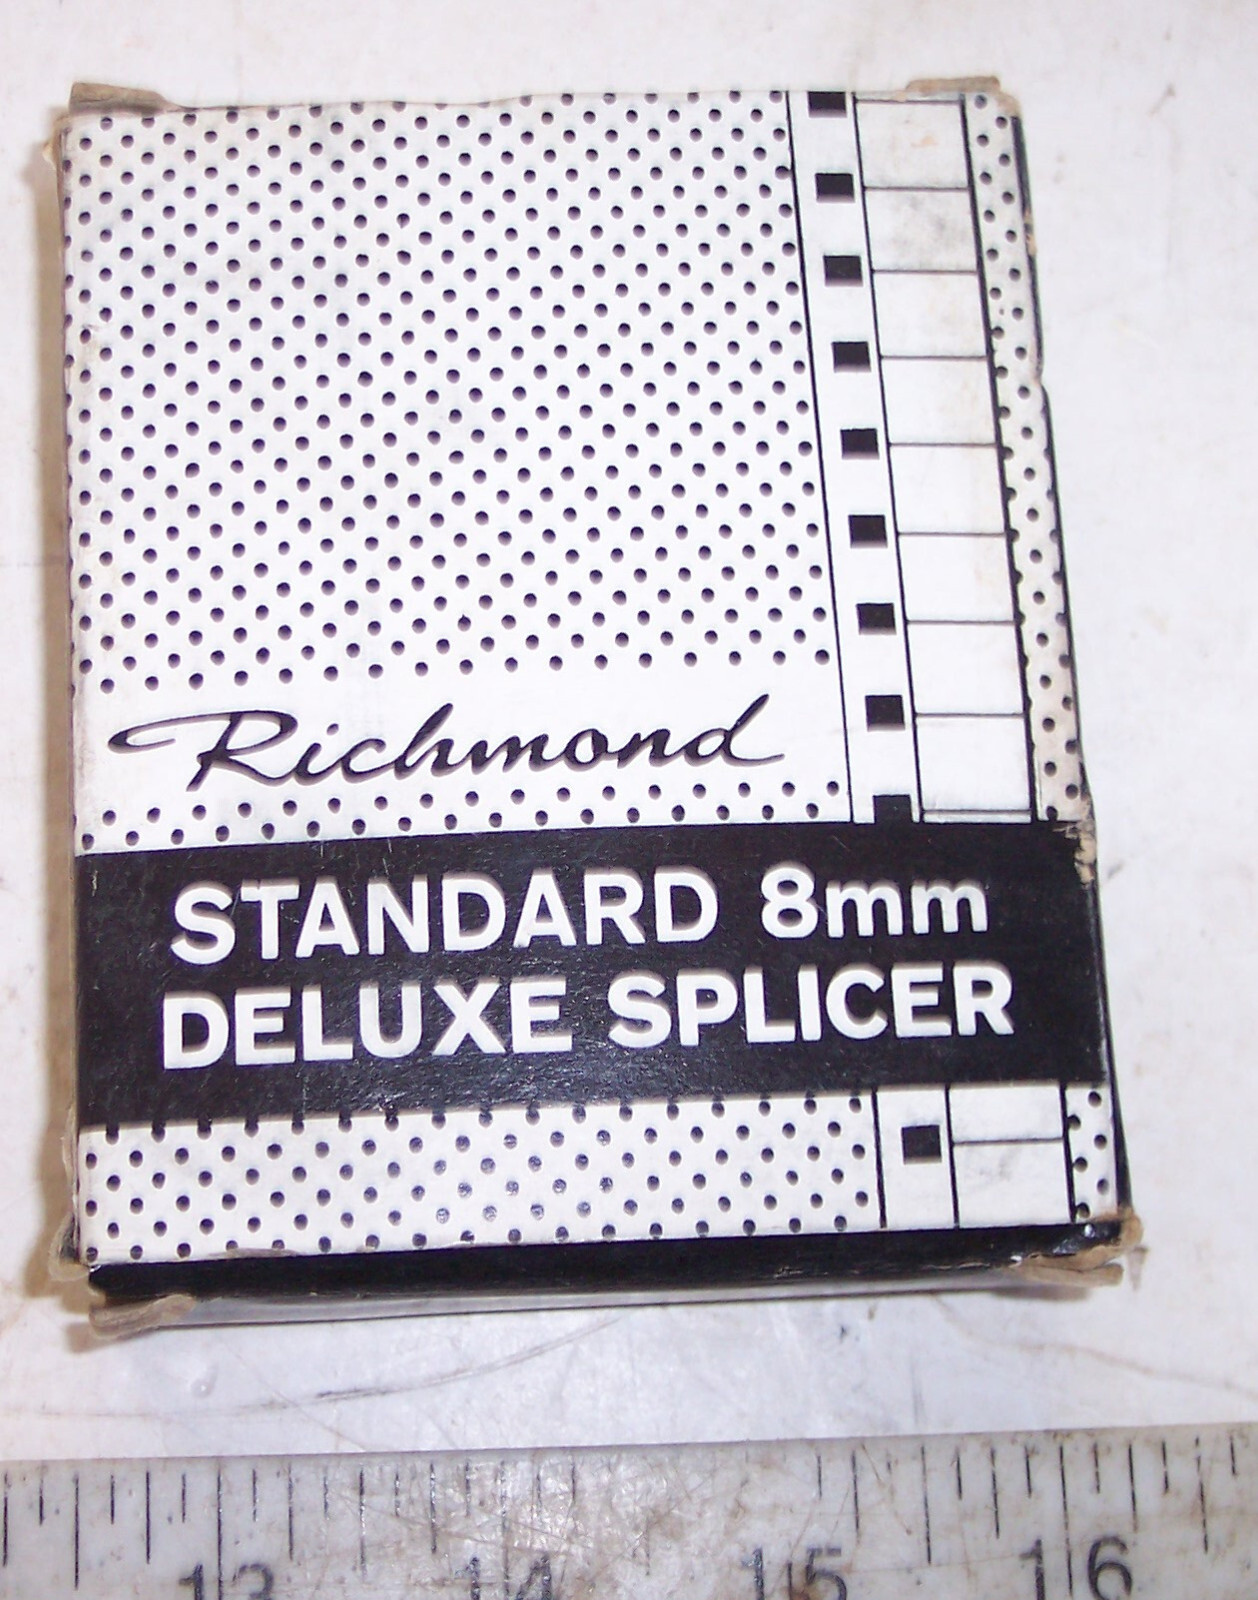 Richmond
STANDARD 8mm
DELUXE SPLICER
13 14 15 16